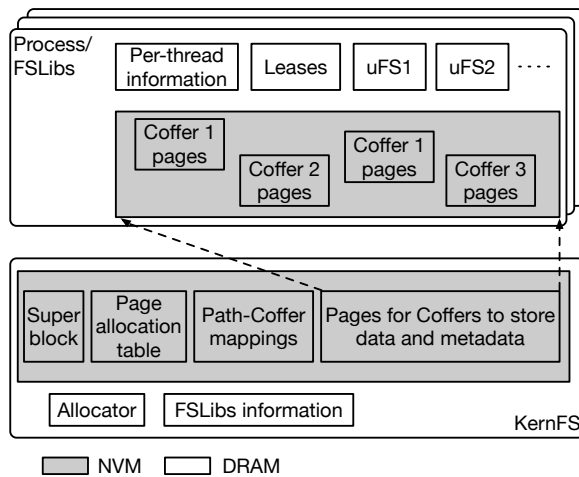 Process/
FSLibs
Per-thread
information
Leases
uFS1
uFS2
....
Coffer 1
pages
Coffer 2
pages
Coffer 1
pages
Coffer 3
pages
Super
block
Page
allocation
table
Path-Coffer
mappings
Pages for Coffers to store
data and metadata
Allocator
FSLibs information
KernFS
NVM
DRAM